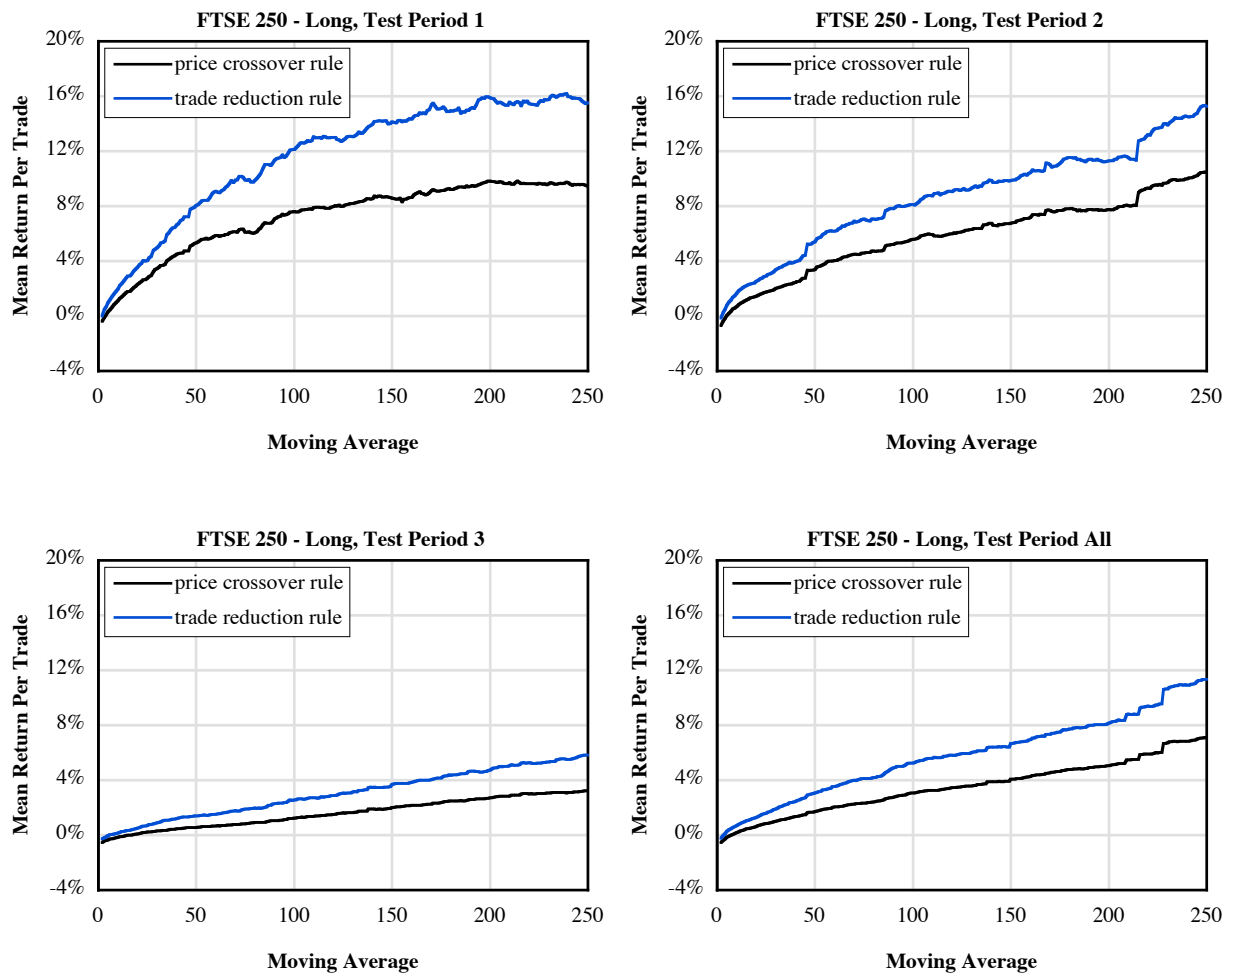 FTSE 250 - Long, Test Period 1
20%
16%
12%
8%
4%
0%
-4%
price crossover rule
trade reduction rule
Mean Return Per Trade
0 50 100 150 200 250
Moving Average
FTSE 250 - Long, Test Period 2
20%
16%
12%
8%
4%
0%
-4%
price crossover rule
trade reduction rule
Mean Return Per Trade
0 50 100 150 200 250
Moving Average
FTSE 250 - Long, Test Period 3
20%
16%
12%
8%
4%
0%
-4%
price crossover rule
trade reduction rule
Mean Return Per Trade
0 50 100 150 200 250
Moving Average
FTSE 250 - Long, Test Period All
20%
16%
12%
8%
4%
0%
-4%
price crossover rule
trade reduction rule
Mean Return Per Trade
0 50 100 150 200 250
Moving Average